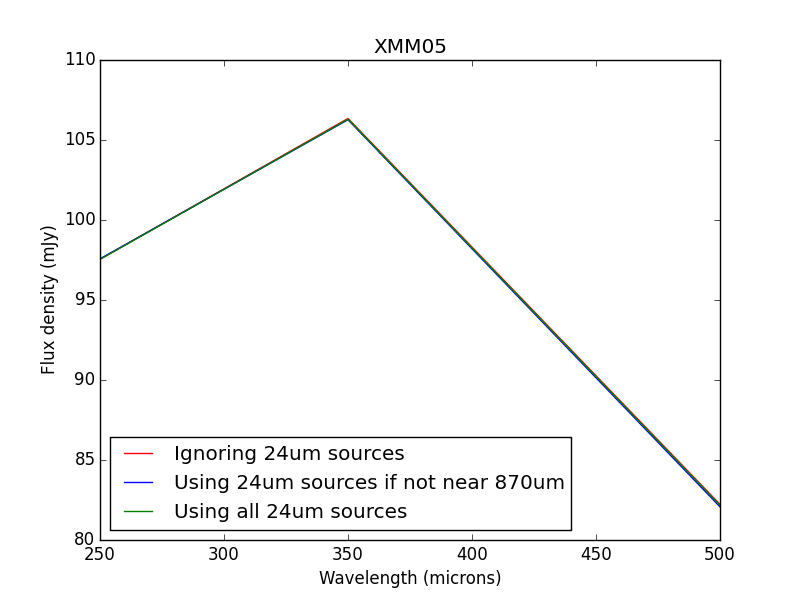 XMM05
110
105
100
95
90
85
80
Flux density (mJy)
Ignoring 24um sources
Using 24um sources if not near 870um
Using all 24um sources
250 300 350 400 450 500
Wavelength (microns)